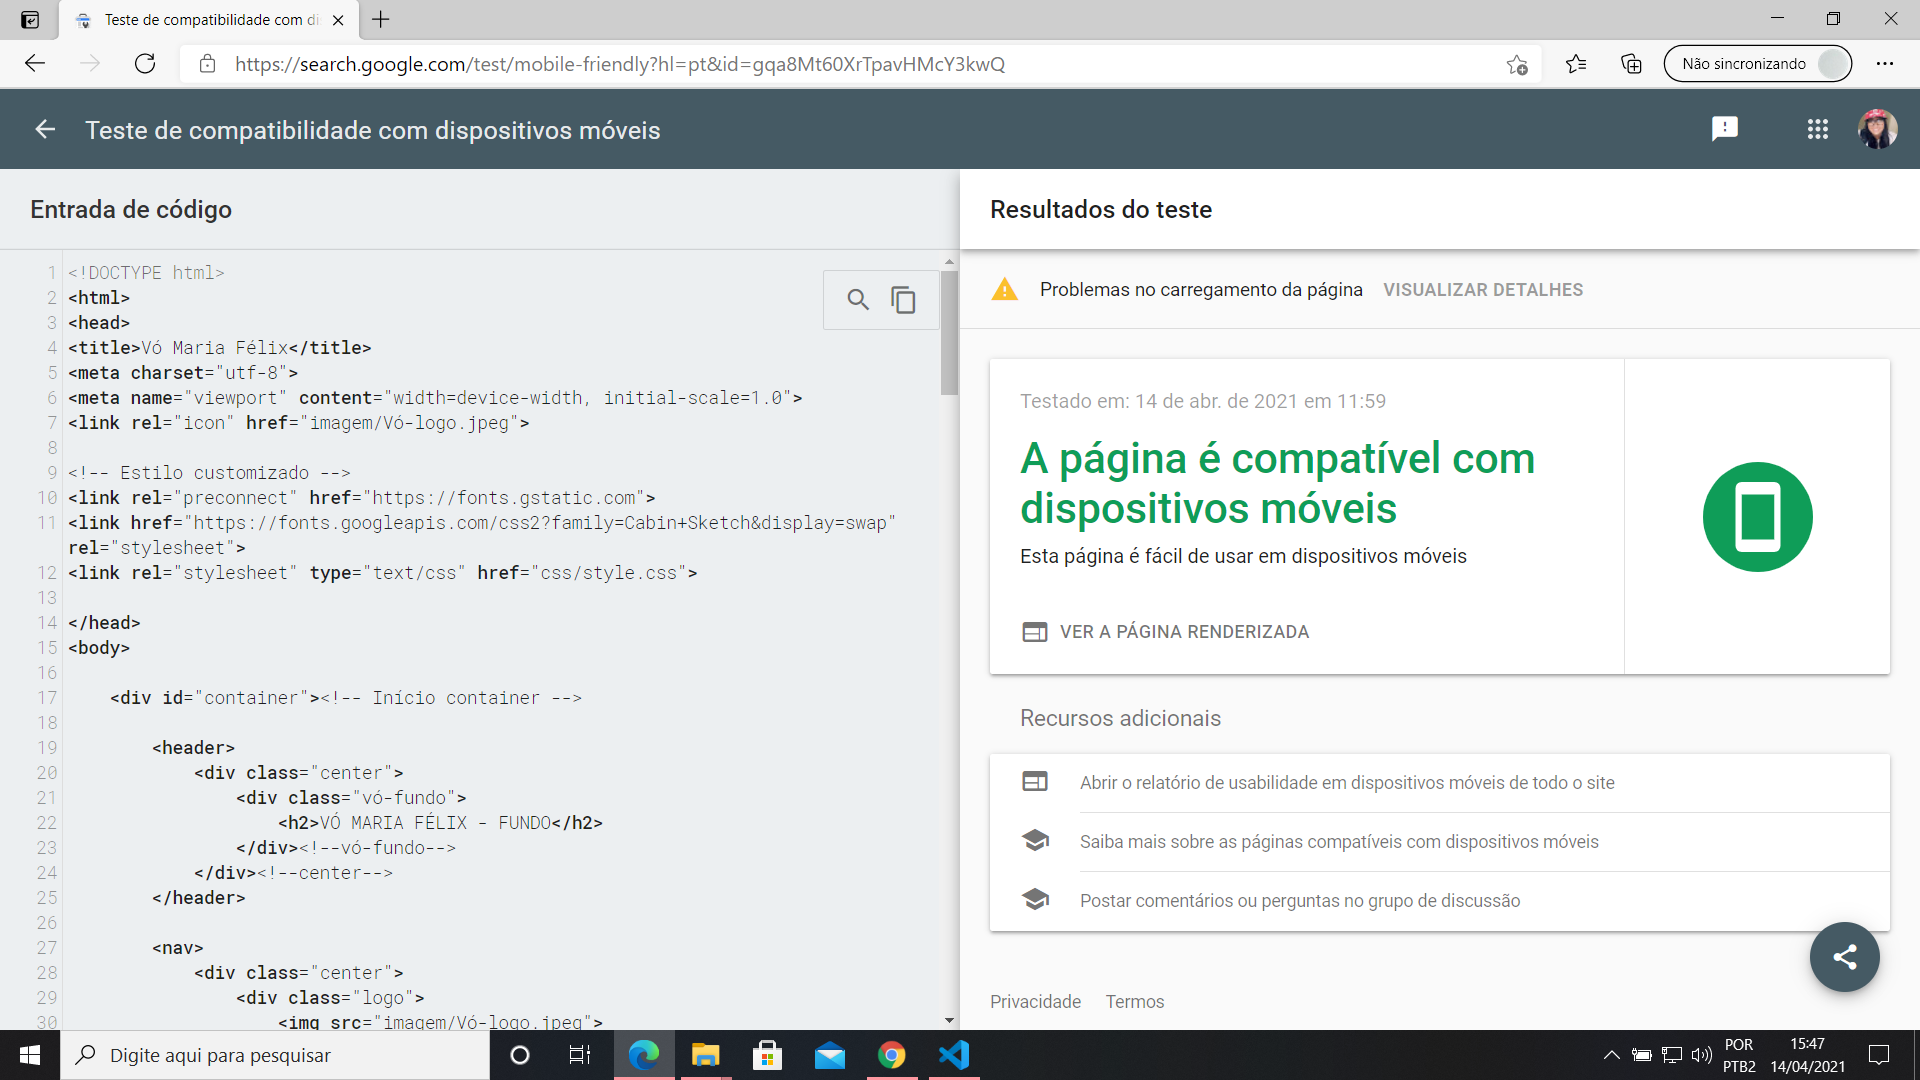 Teste de compatibilidade com di
https://search.google.com/test/mobile-friendly?hl=pt&id=gqa8Mt60XrTpavHMcY3kwQ
Não sincronizando
Teste de compatibilidade com dispositivos móveis
Entrada de código
1 <!DOCTYPE html>
2 <html>
3 <head>
4 <title>Vó Maria Félix</title>
5 <meta charset="utf-8">
6 <meta name="viewport" content="width=device-width, initial-scale=1.0">
7 <link rel="icon" href="imagem/Vó-logo.jpeg">
8
9 <!-- Estilo customizado -->
10 <link rel="preconnect" href="https://fonts.gstatic.com">
11 <link href="https://fonts.googleapis.com/css2?family=Cabin+Sketch&display=swap"
rel="stylesheet">
12 <link rel="stylesheet" type="text/css" href="css/style.css">
13
14 </head>
15 <body>
16
17 <div id="container"><!-- Início container -->
18
19 <header>
20 <div class="center">
21 <div class="vó-fundo">
22 <h2>VÓ MARIA FÉLIX - FUNDO</h2>
23 </div><!--vó-fundo-->
24 </div><!--center-->
25 </header>
26
27 <nav>
28 <div class="center">
29 <div class="logo">
30 <img src="imagem/Vó-logo.jpeg">
Resultados do teste
Problemas no carregamento da página VISUALIZAR DETALHES
Testado em: 14 de abr. de 2021 em 11:59
A página é compatível com
dispositivos móveis
Esta página é fácil de usar em dispositivos móveis
VER A PÁGINA RENDERIZADA
Recursos adicionais
Abrir o relatório de usabilidade em dispositivos móveis de todo o site
Saiba mais sobre as páginas compatíveis com dispositivos móveis
Postar comentários ou perguntas no grupo de discussão
Privacidade Termos
Digite aqui para pesquisar
POR
PTB2
15:47
14/04/2021